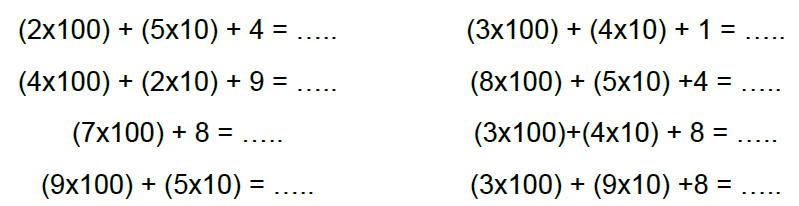 (2x100) + (5x10) + 4 = ..... (3x100) + (4x10) + 1 = .....
(4x100) + (2x10) + 9 = ..... (8x100) + (5x10) +4 = .....
(7x100) + 8 = ..... (3x100)+(4x10) + 8 = .....
(9x100) + (5x10) = ..... (3x100) + (9x10) +8 = .....